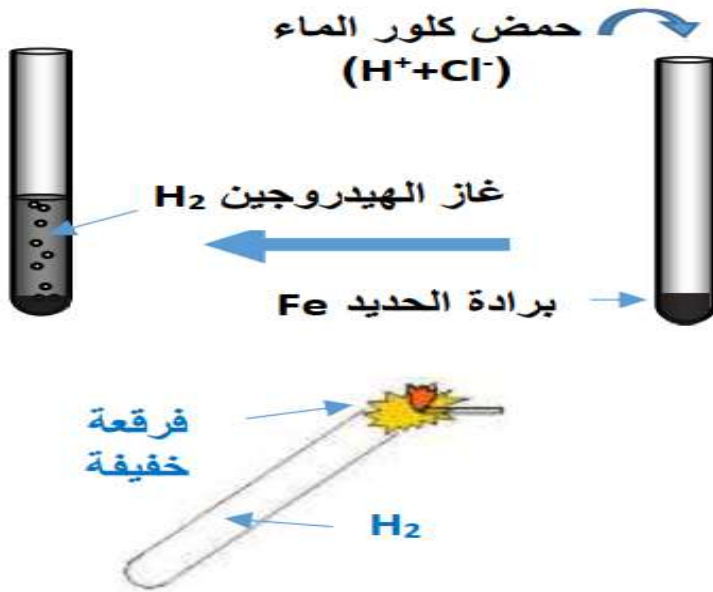 حمض كلور الماء
(H⁺+Cl⁻)
غاز الهيدروجين H₂
برادة الحديد Fe
فرقعة
خفيفة
H₂